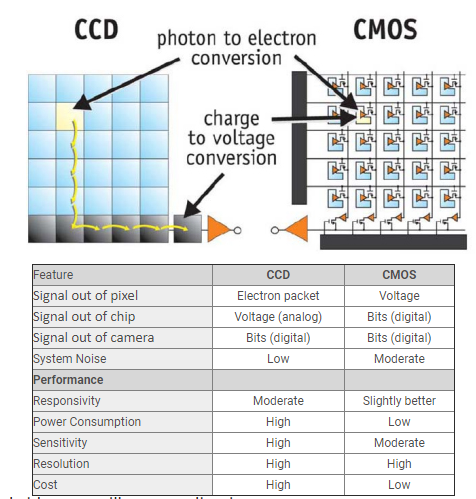 CCD
photon to electron
conversion
CMOS
charge
to voltage
conversion
Feature CCD CMOS
Signal out of pixel Electron packet Voltage
Signal out of chip Voltage (analog) Bits (digital)
Signal out of camera Bits (digital) Bits (digital)
System Noise Low Moderate
Performance
Responsivity Moderate Slightly better
Power Consumption High Low
Sensitivity High Moderate
Resolution High High
Cost High Low